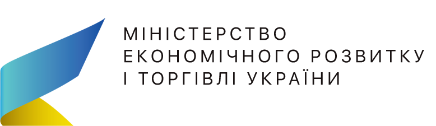 МІНІСТЕРСТВО
ЕКОНОМІЧНОГО РОЗВИТКУ
І ТОРГІВЛІ УКРАЇНИ